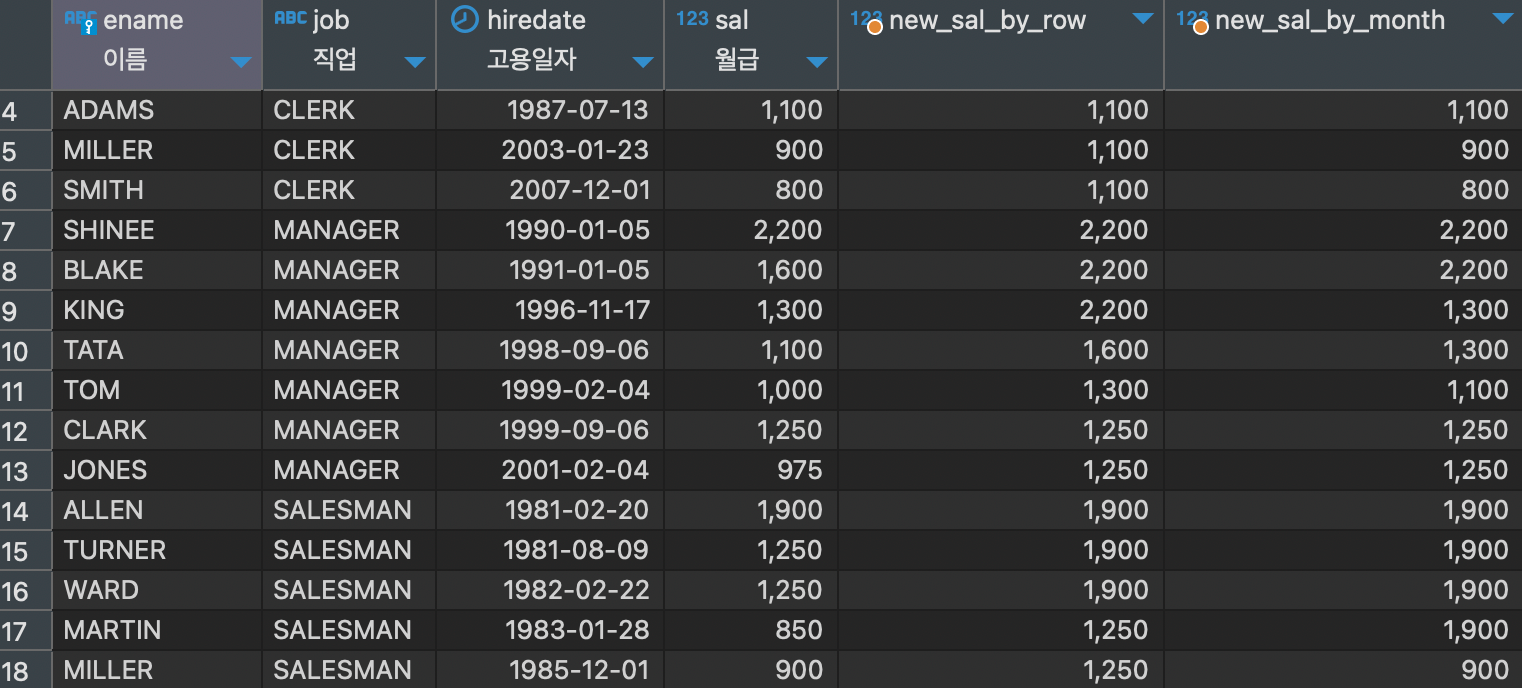 ABC ename ABC job hiredate 123 sal 123 new_sal_by_row 123 new_sal_by_month
이름 직업 고용일자 월급
4 ADAMS CLERK 1987-07-13 1,100 1,100 1,100
5 MILLER CLERK 2003-01-23 900 1,100 900
6 SMITH CLERK 2007-12-01 800 1,100 800
7 SHINEE MANAGER 1990-01-05 2,200 2,200 2,200
8 BLAKE MANAGER 1991-01-05 1,600 2,200 2,200
9 KING MANAGER 1996-11-17 1,300 2,200 1,300
10 TATA MANAGER 1998-09-06 1,100 1,600 1,300
11 TOM MANAGER 1999-02-04 1,000 1,300 1,100
12 CLARK MANAGER 1999-09-06 1,250 1,250 1,250
13 JONES MANAGER 2001-02-04 975 1,250 1,250
14 ALLEN SALESMAN 1981-02-20 1,900 1,900 1,900
15 TURNER SALESMAN 1981-08-09 1,250 1,900 1,900
16 WARD SALESMAN 1982-02-22 1,250 1,900 1,900
17 MARTIN SALESMAN 1983-01-28 850 1,250 1,900
18 MILLER SALESMAN 1985-12-01 900 1,250 900